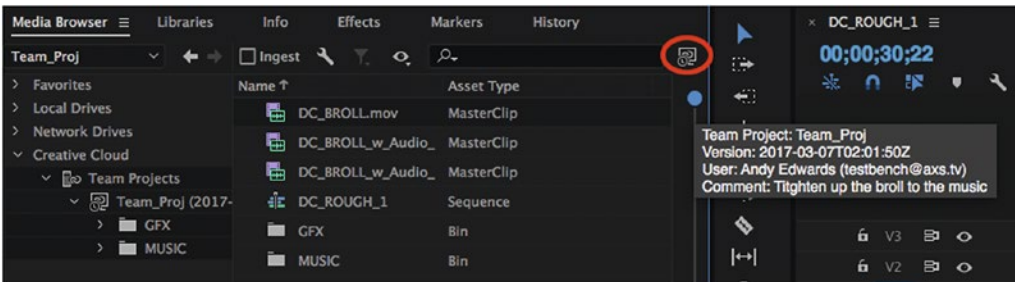 Media Browser Libraries Info Effects Markers History
× DC_ROUGH_1
Team_Proj Ingest
00;00;30;22
> Favorites
Name ↑ Asset Type
> Local Drives
DC_BROLL.mov MasterClip
> Network Drives
Creative Cloud
DC_BROLL_w_Audio_ MasterClip
Team Projects
DC_BROLL_w_Audio_ MasterClip
Team_Proj (2017-
DC_ROUGH_1 Sequence
> GFX
GFX Bin
> MUSIC
MUSIC Bin
Team Project: Team_Proj
Version: 2017-03-07T02:01:50Z
User: Andy Edwards (testbench@axs.tv)
Comment: Titghten up the broll to the music
V3
V2